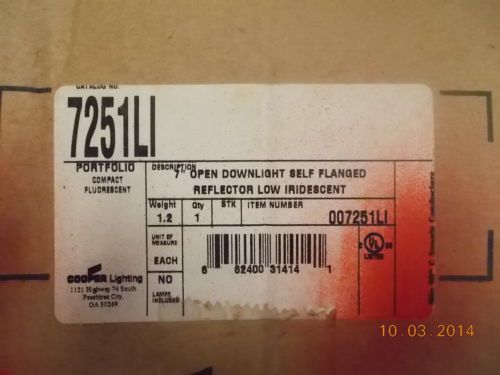 CATALOG NO.
7251LI
PORTFOLIO
COMPACT
FLUORESCENT
DESCRIPTION
7" OPEN DOWNLIGHT SELF FLANGED
REFLECTOR LOW IRIDESCENT
Weight Qty STK ITEM NUMBER
1.2 1 007251LI
UNIT OF
MEASURE
EACH
NO
LAMPS
INCLUDED
UL
LISTED
6 62400 31414 1
COOPER Lighting
1121 Highway 74 South
Peachtree City,
GA 30269
10.03.2014